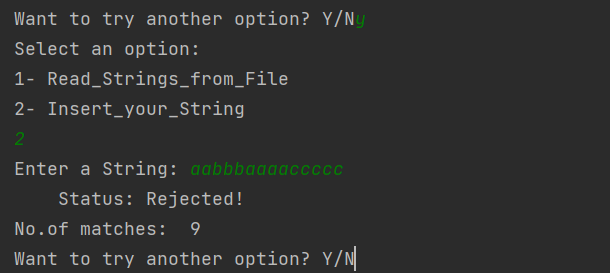 Want to try another option? Y/Ny
Select an option:
1- Read_Strings_from_File
2- Insert_your_String
2
Enter a String: aabbbaaaaccccc
Status: Rejected!
No.of matches:  9
Want to try another option? Y/N